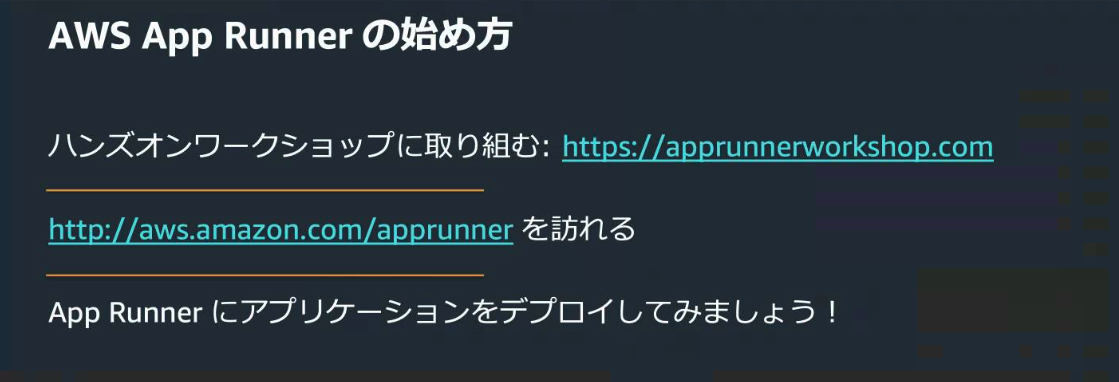 AWS App Runner の始め方
ハンズオンワークショップに取り組む: https://apprunnerworkshop.com
http://aws.amazon.com/apprunner を訪れる
App Runner にアプリケーションをデプロイしてみましょう！